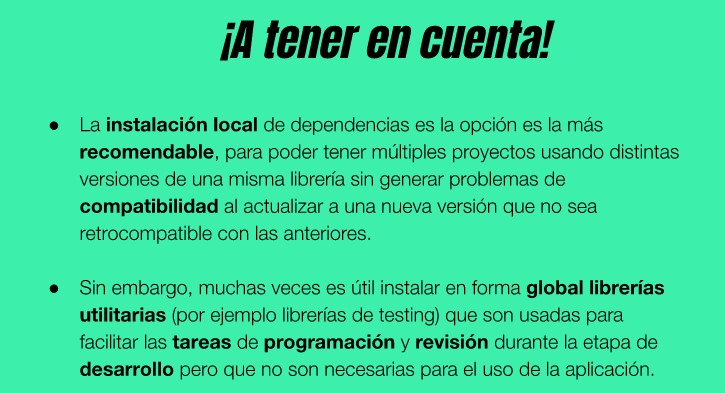 ¡A tener en cuenta!
● La instalación local de dependencias es la opción es la más
recomendable, para poder tener múltiples proyectos usando distintas
versiones de una misma librería sin generar problemas de
compatibilidad al actualizar a una nueva versión que no sea
retrocompatible con las anteriores.
● Sin embargo, muchas veces es útil instalar en forma global librerías
utilitarias (por ejemplo librerías de testing) que son usadas para
facilitar las tareas de programación y revisión durante la etapa de
desarrollo pero que no son necesarias para el uso de la aplicación.